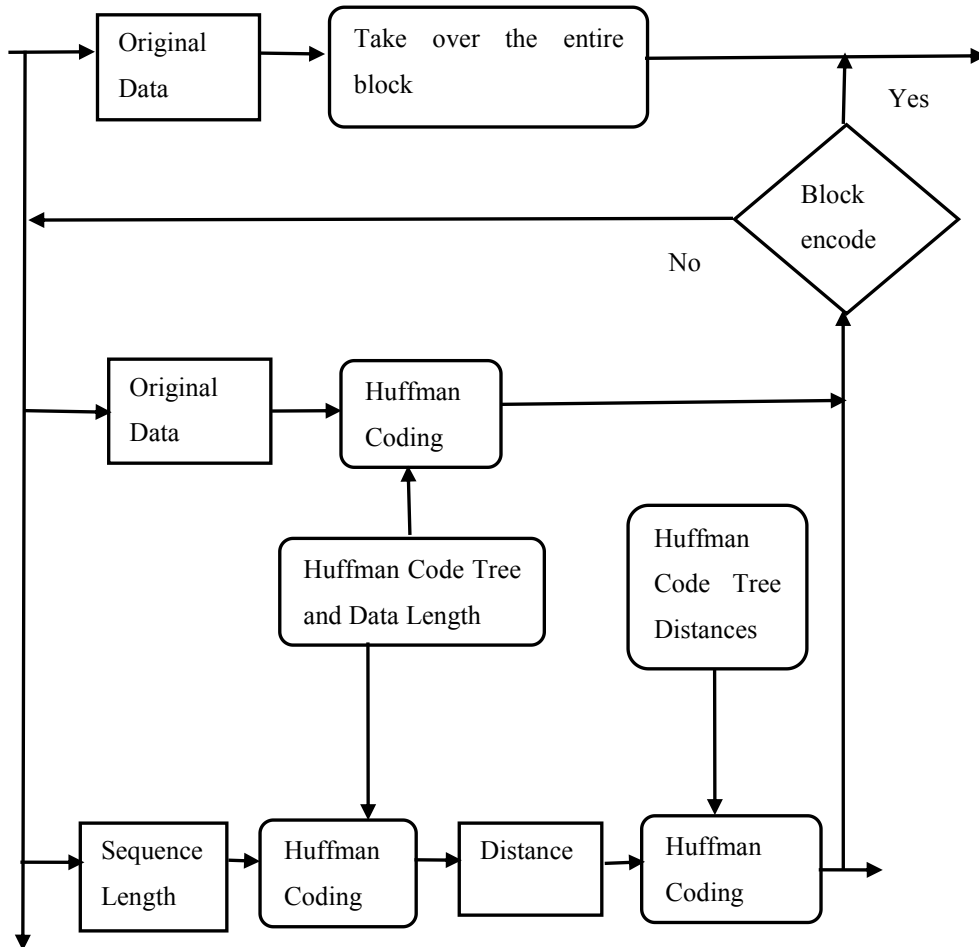 Original
Data
Take over the entire
block
Yes
Block
encode
No
Original
Data
Huffman
Coding
Huffman Code Tree
and Data Length
Huffman
Code Tree
Distances
Sequence
Length
Huffman
Coding
Distance
Huffman
Coding